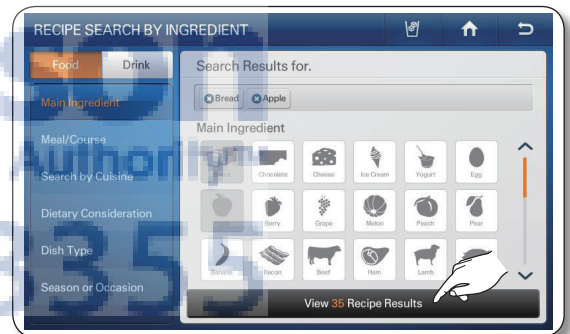 RECIPE SEARCH BY INGREDIENT
Food Drink
Search Results for.
Bread Apple
Main Ingredient
Main Ingredient
Meal/Course
Search by Cuisine
Dietary Consideration
Dish Type
Season or Occasion
Chocolate Cheese Ice Cream Yogurt Egg
Berry Grape Melon Peach Pear
Banana Bacon Beef Ham Lamb
View 35 Recipe Results
Authority
3355